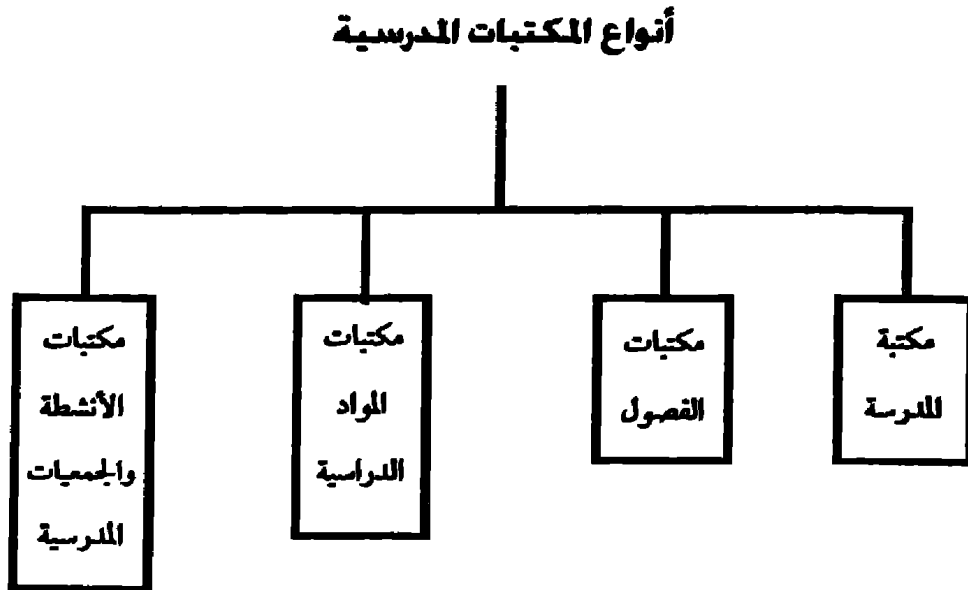 أنواع المكتبات المدرسية
مكتبة
المدرسة
مكتبات
الفصول
مكتبات
المواد
الدراسية
مكتبات
الأنشطة
والجمعيات
المدرسية